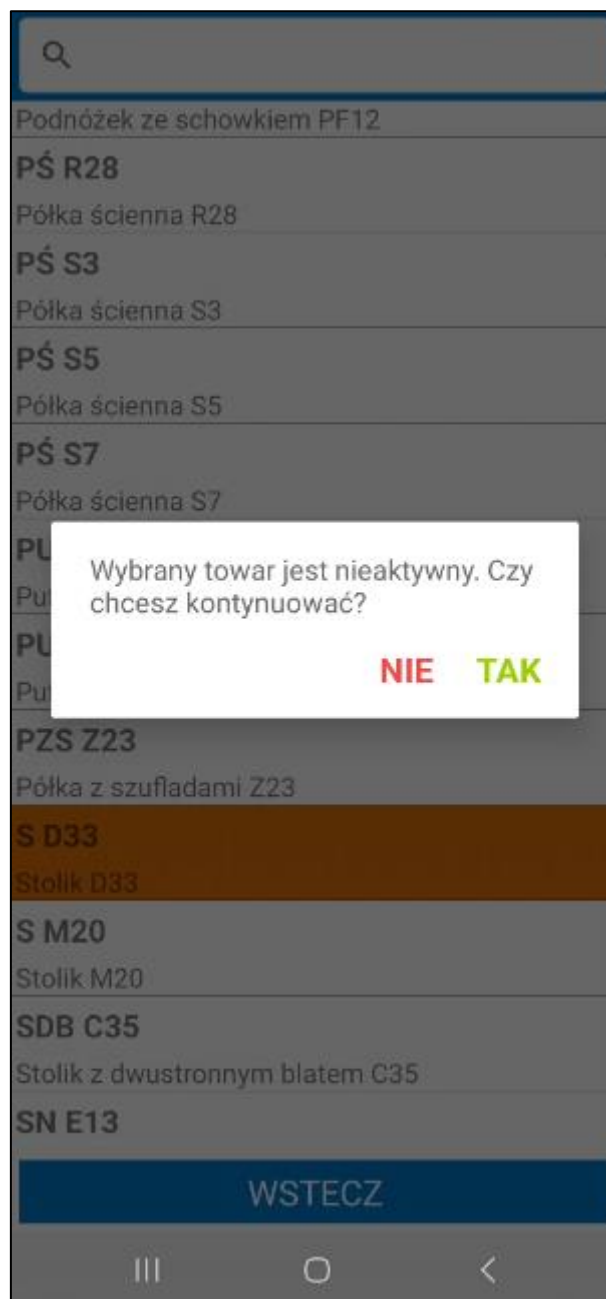 Podnóżek ze schowkiem PF12
PŚ R28
Półka ścienna R28
PŚ S3
Półka ścienna S3
PŚ S5
Półka ścienna S5
PŚ S7
Półka ścienna S7
PU
Wybrany towar jest nieaktywny. Czy
chcesz kontynuować?
NIE TAK
PZS Z23
Półka z szufladami Z23
S D33
Stolik D33
S M20
Stolik M20
SDB C35
Stolik z dwustronnym blatem C35
SN E13
WSTECZ